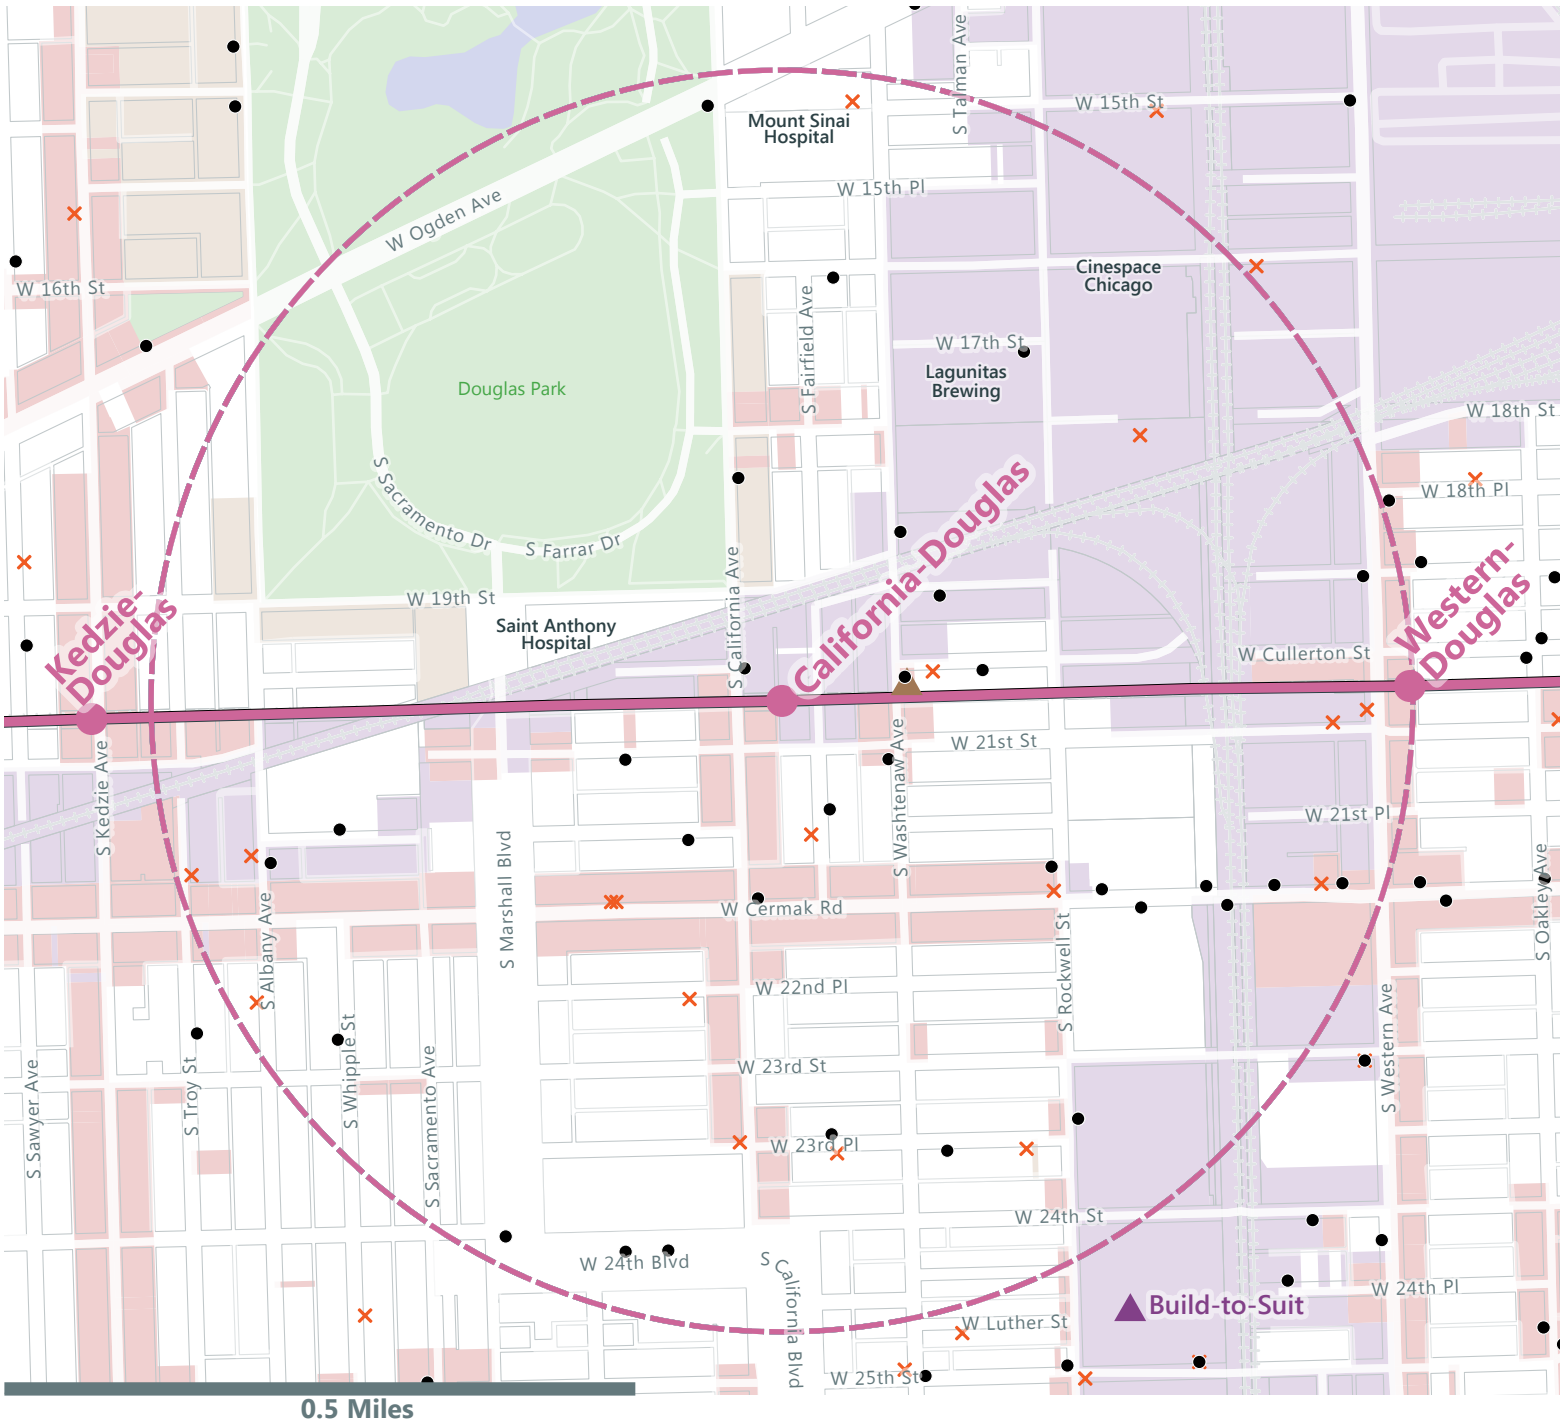 S Talman Ave
W 15th St
Mount Sinai
Hospital
W 15th Pl
W Ogden Ave
W 16th St
Cinespace
Chicago
S Fairfield Ave
W 17th St
Lagunitas
Brewing
Douglas Park
W 18th St
W 18th Pl
S Sacramento Dr
S Farrar Dr
California-Douglas
S California Ave
W 19th St
Saint Anthony
Hospital
Kedzie-
Douglas
Western-
Douglas
W Cullerton St
S Kedzie Ave
S Washtenaw Ave
W 21st St
W 21st Pl
S Marshall Blvd
S Albany Ave
W Cermak Rd
S Rockwell St
S Oakley Ave
W 22nd Pl
S Western Ave
S Sawyer Ave
S Troy St
S Whipple St
S Sacramento Ave
W 23rd St
W 23rd Pl
W 24th St
W 24th Blvd
S California Blvd
W 24th Pl
Build-to-Suit
W Luther St
W 25th St
0.5 Miles